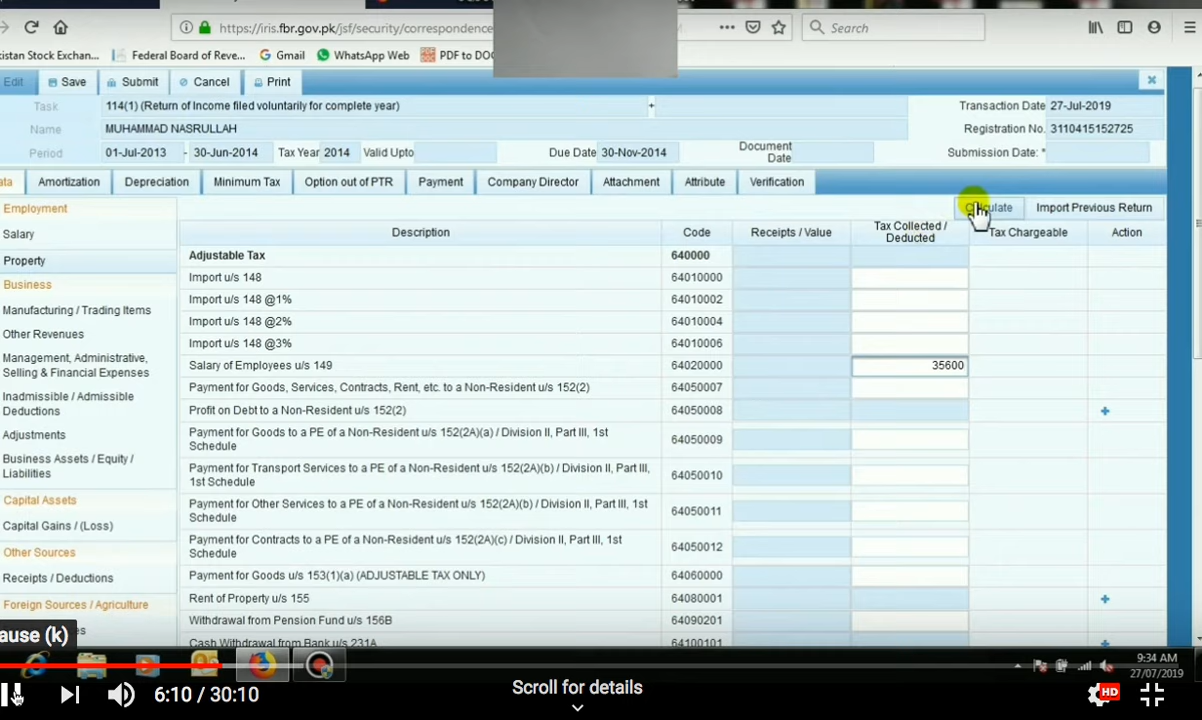 https://iris.fbr.gov.pk/jsf/security/correspondence
Search
kistan Stock Exchan...
Federal Board of Reve...
Gmail
WhatsApp Web
PDF to DO
Edit
Save
Submit
Cancel
Print
Task
114(1) (Return of Income filed voluntarily for complete year)
+
Transaction Date 27-Jul-2019
Name
MUHAMMAD NASRULLAH
Registration No. 3110415152725
Period
01-Jul-2013 - 30-Jun-2014
Tax Year 2014
Valid Upto
Due Date 30-Nov-2014
Document Date
Submission Date: *
ata
Amortization
Depreciation
Minimum Tax
Option out of PTR
Payment
Company Director
Attachment
Attribute
Verification
Import Previous Return
Employment
Salary
Property
Business
Manufacturing / Trading Items
Other Revenues
Management, Administrative,
Selling & Financial Expenses
Inadmissible / Admissible
Deductions
Adjustments
Business Assets / Equity /
Liabilities
Capital Assets
Capital Gains / (Loss)
Other Sources
Receipts / Deductions
Foreign Sources / Agriculture
Description
Code
Receipts / Value
Tax Collected /
Deducted
Tax Chargeable
Action
Adjustable Tax 640000
Import u/s 148 64010000
Import u/s 148 @1% 64010002
Import u/s 148 @2% 64010004
Import u/s 148 @3% 64010006
Salary of Employees u/s 149 64020000 35600
Payment for Goods, Services, Contracts, Rent, etc. to a Non-Resident u/s 152(2) 64050007
Profit on Debt to a Non-Resident u/s 152(2) 64050008 +
Payment for Goods to a PE of a Non-Resident u/s 152(2A)(a) / Division II, Part III, 1st
Schedule 64050009
Payment for Transport Services to a PE of a Non-Resident u/s 152(2A)(b) / Division II, Part III,
1st Schedule 64050010
Payment for Other Services to a PE of a Non-Resident u/s 152(2A)(b) / Division II, Part III, 1st
Schedule 64050011
Payment for Contracts to a PE of a Non-Resident u/s 152(2A)(c) / Division II, Part III, 1st
Schedule 64050012
Payment for Goods u/s 153(1)(a) (ADJUSTABLE TAX ONLY) 64060000
Rent of Property u/s 155 64080001 +
Withdrawal from Pension Fund u/s 156B 64090201
Cash Withdrawal from Bank u/s 231A 64100101
ause (k)
9:34 AM
27/07/2019
6:10 / 30:10
Scroll for details
HD